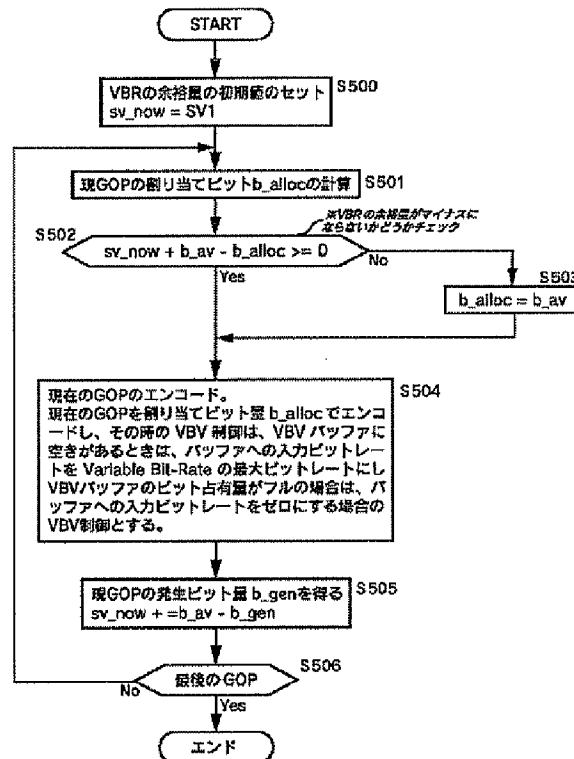 START
VBRの余裕量の初期値のセット
sv_now = SV1
S500
現GOPの割り当てビットb_allocの計算
S501
※VBRの余裕量がマイナスに
ならないかどうかチェック
S502
sv_now + b_av - b_alloc >= 0
No
Yes
S503
b_alloc = b_av
S504
現在のGOPのエンコード。
現在のGOPを割り当てビット量 b_alloc でエンコ
ードし、その時の VBV 制御は、VBV バッファに
空きがあるときは、バッファへの入力ビットレー
トを Variable Bit-Rate の最大ビットレートにし
VBVバッファのビット占有量がフルの場合は、バ
ッファへの入力ビットレートをゼロにする場合の
VBV制御とする。
現GOPの発生ビット量 b_genを得る
sv_now + =b_av - b_gen
S505
S506
最後のGOP
No
Yes
エンド